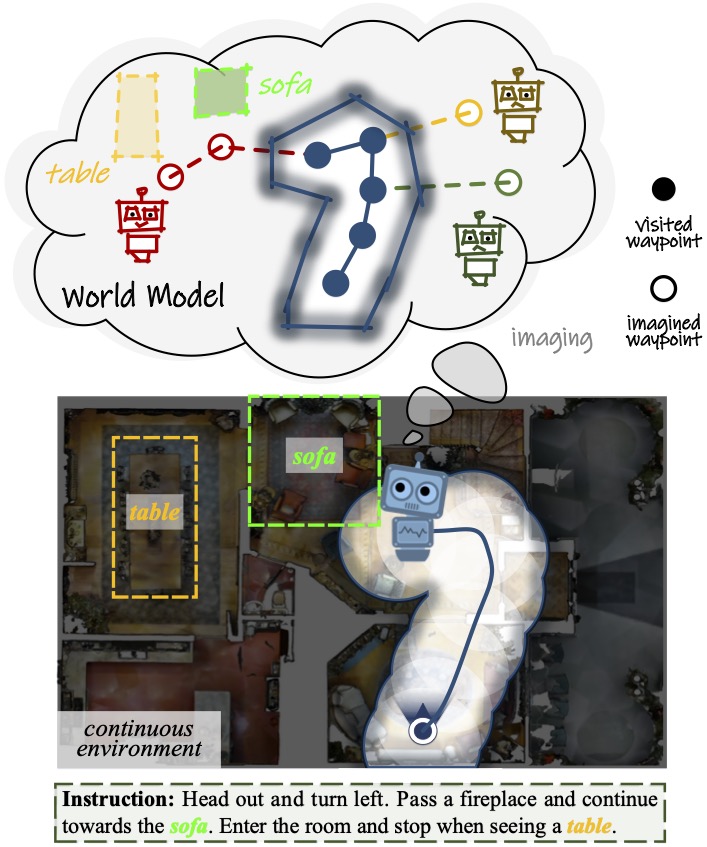 sofa
table
World Model
visited
waypoint
imagined
waypoint
imaging
sofa
table
continuous
environment
Instruction: Head out and turn left. Pass a fireplace and continue
towards the sofa. Enter the room and stop when seeing a table.